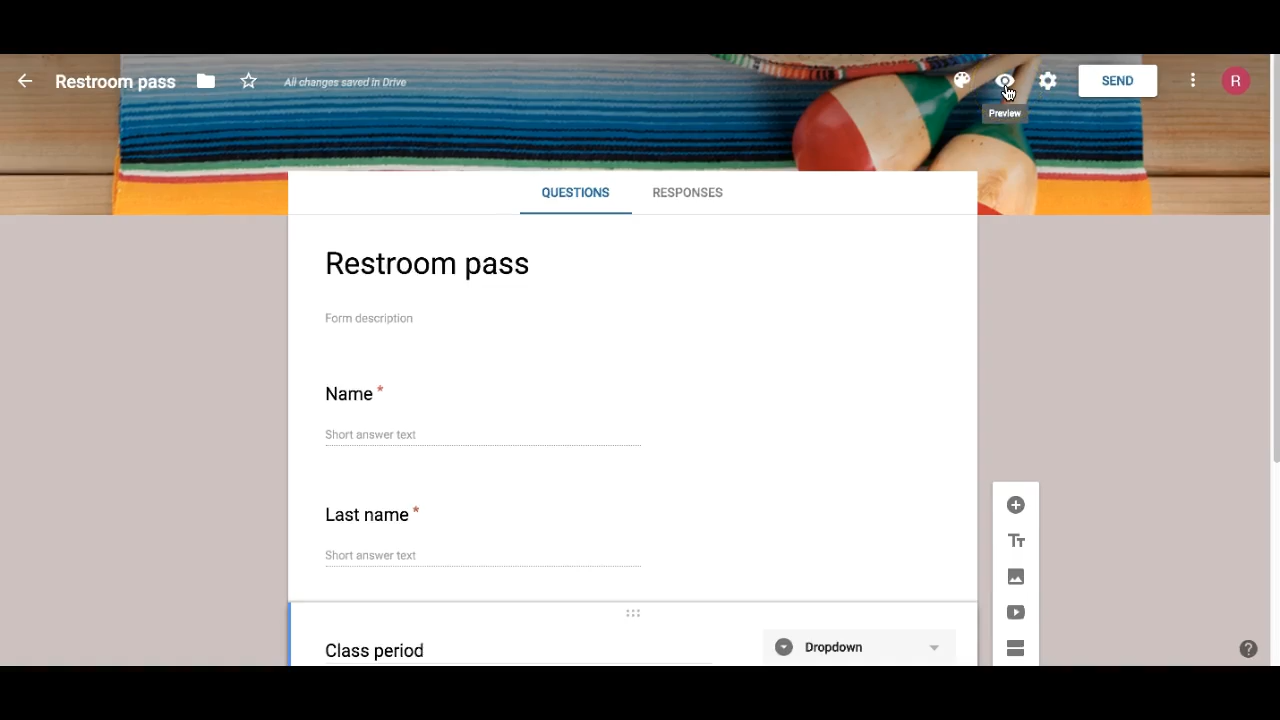 Restroom pass
All changes saved in Drive
SEND
R
Preview
QUESTIONS
RESPONSES
Restroom pass
Form description
Name *
Short answer text
Last name *
Short answer text
Class period
Dropdown
Tт
?